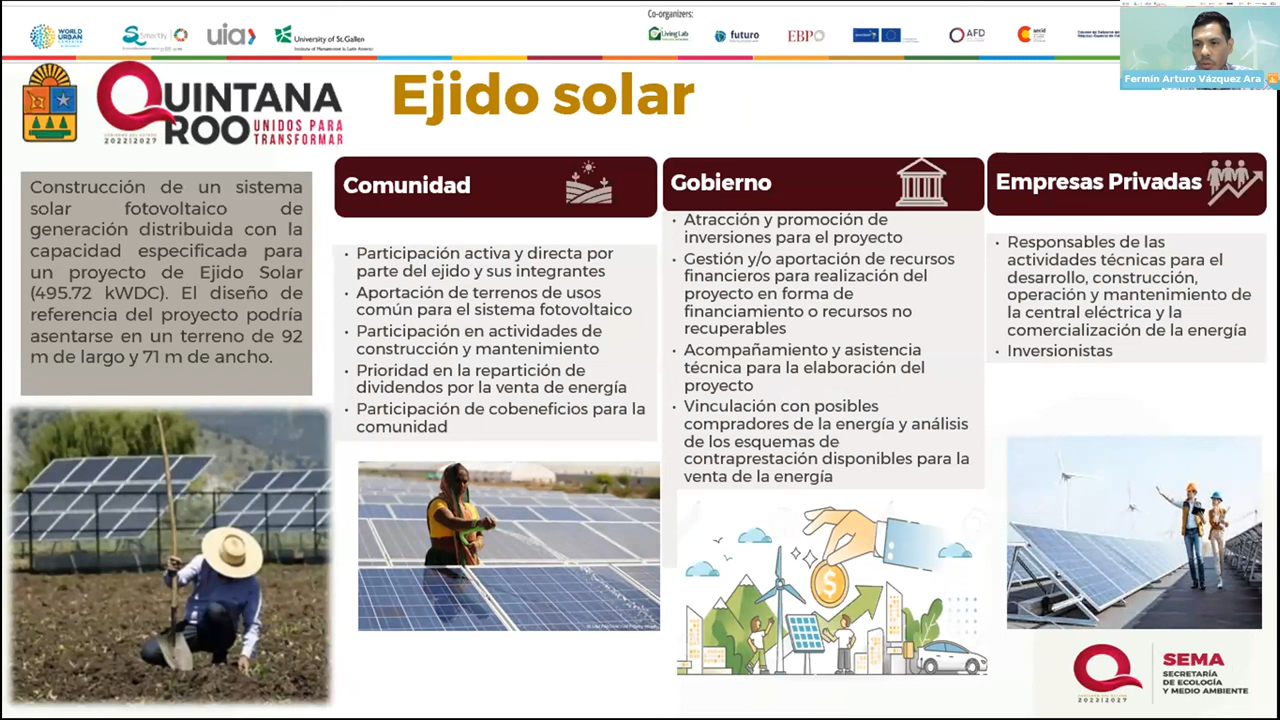 Co-organizers:
WORLD
URBAN
CAMPAIGN
Smartly
uia
University of St.Gallen
Institute of Management in Latin America
Living Lab
futuro
EBP
AFD
aecid
Fermín Arturo Vázquez Ara
QUINTANA
ROO
UNIDOS PARA
TRANSFORMAR
2022|2027
Ejido solar
Construcción de un sistema
solar fotovoltaico de
generación distribuida con la
capacidad especificada para
un proyecto de Ejido Solar
(495.72 kWDC). El diseño de
referencia del proyecto podría
asentarse en un terreno de 92
m de largo y 71 m de ancho.
Comunidad
• Participación activa y directa por
parte del ejido y sus integrantes
• Aportación de terrenos de usos
común para el sistema fotovoltaico
• Participación en actividades de
construcción y mantenimiento
• Prioridad en la repartición de
dividendos por la venta de energía
• Participación de cobeneficios para la
comunidad
Gobierno
• Atracción y promoción de
inversiones para el proyecto
• Gestión y/o aportación de recursos
financieros para realización del
proyecto en forma de
financiamiento o recursos no
recuperables
• Acompañamiento y asistencia
técnica para la elaboración del
proyecto
• Vinculación con posibles
compradores de la energía y análisis
de los esquemas de
contraprestación disponibles para la
venta de la energía
Empresas Privadas
• Responsables de las
actividades técnicas para el
desarrollo, construcción,
operación y mantenimiento de
la central eléctrica y la
comercialización de la energía
• Inversionistas
$
SEMA
SECRETARÍA
DE ECOLOGÍA
Y MEDIO AMBIENTE
2022|2027